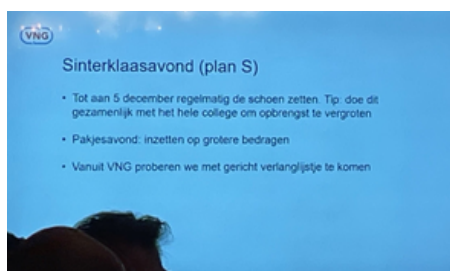 VNG
Sinterklaasavond (plan S)
• Tot aan 5 december regelmatig de schoen zetten. Tip: doe dit
gezamenlijk met het hele college om opbrengst te vergroten
• Pakjesavond: inzetten op grotere bedragen
• Vanuit VNG proberen we met gericht verlanglijstje te komen